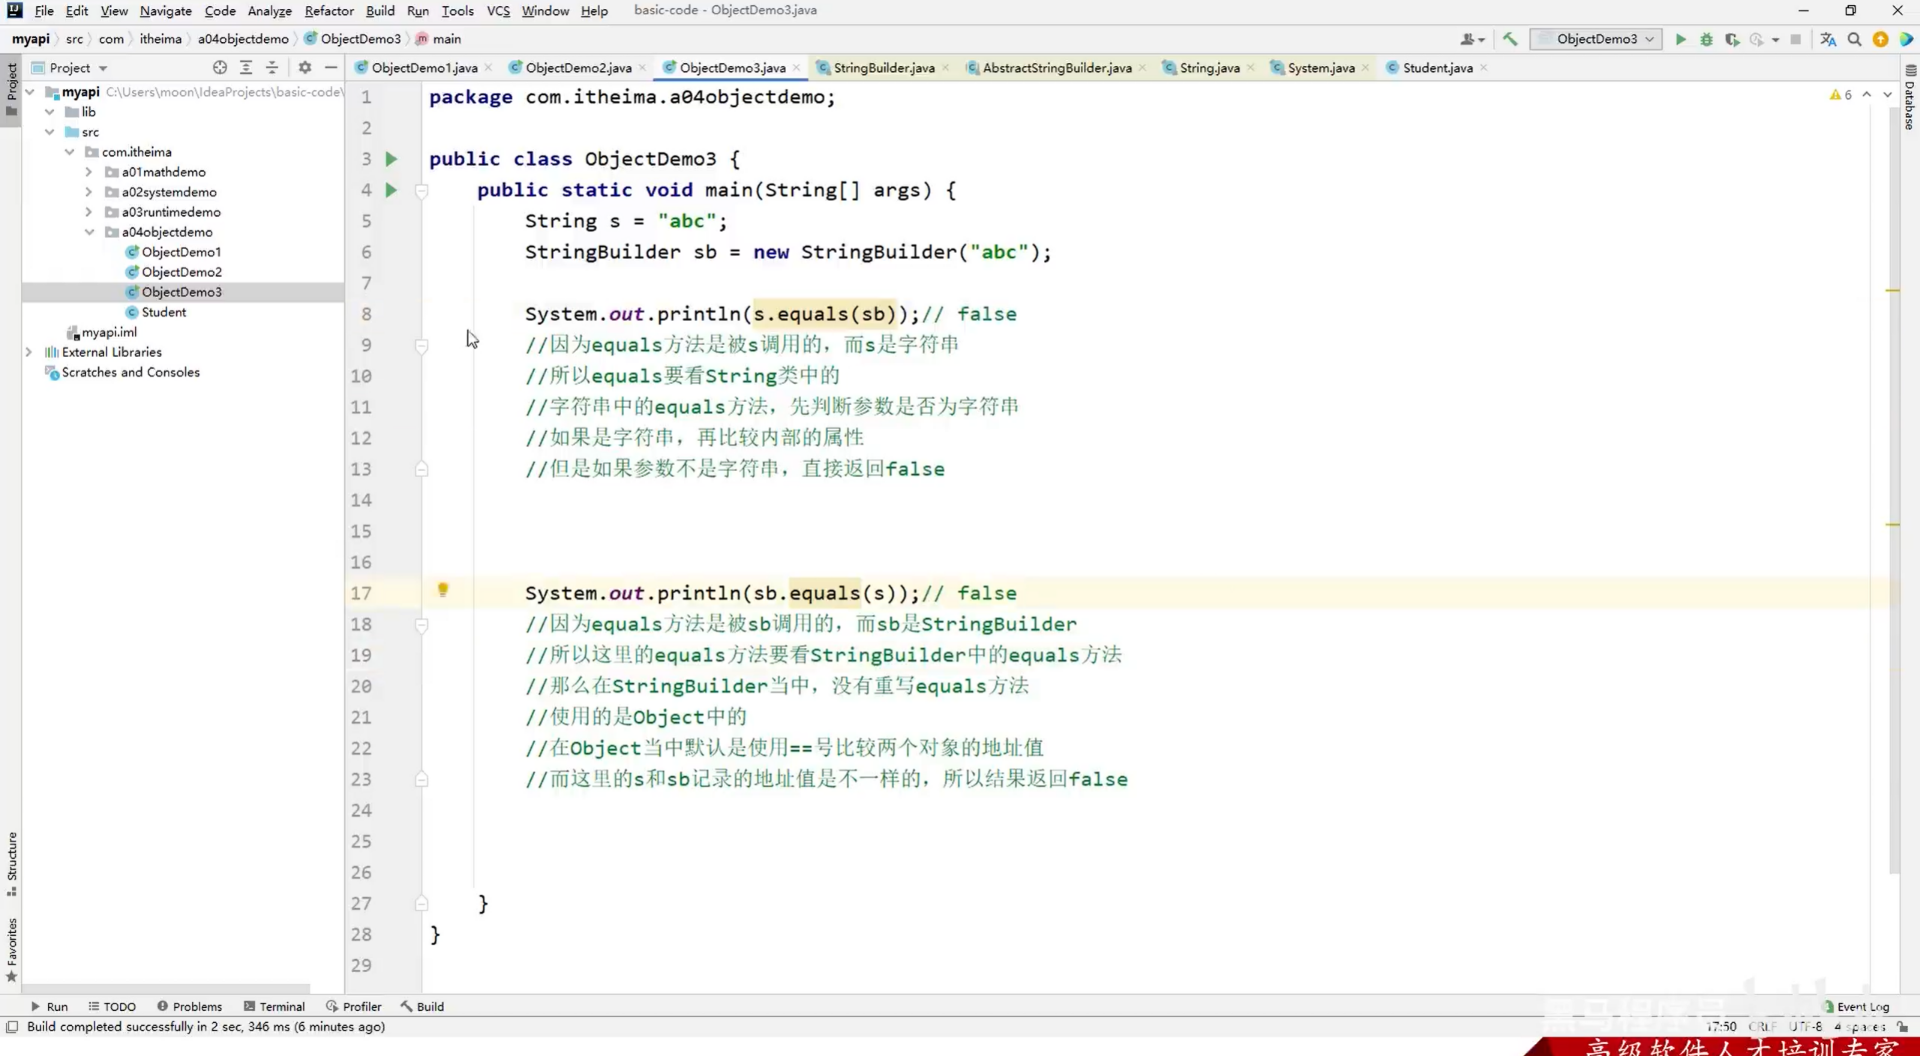 File Edit View Navigate Code Analyze Refactor Build Run Tools VCS Window Help basic-code - ObjectDemo3.java
myapi src com itheima a04objectdemo ObjectDemo3 main ObjectDemo3
Project
Project
ObjectDemo1.java ObjectDemo2.java ObjectDemo3.java StringBuilder.java AbstractStringBuilder.java String.java System.java Student.java
Database
myapi C:\Users\moon\IdeaProjects\basic-code\
lib
src
com.itheima
a01mathdemo
a02systemdemo
a03runtimedemo
a04objectdemo
ObjectDemo1
ObjectDemo2
ObjectDemo3
Student
myapi.iml
External Libraries
Scratches and Consoles
6
1 package com.itheima.a04objectdemo;
2
3 public class ObjectDemo3 {
4 public static void main(String[] args) {
5 String s = "abc";
6 StringBuilder sb = new StringBuilder("abc");
7
8 System.out.println(s.equals(sb));// false
9 //因为equals方法是被s调用的，而s是字符串
10 //所以equals要看String类中的
11 //字符串中的equals方法，先判断参数是否为字符串
12 //如果是字符串，再比较内部的属性
13 //但是如果参数不是字符串，直接返回false
14
15
16
17 System.out.println(sb.equals(s));// false
18 //因为equals方法是被sb调用的，而sb是StringBuilder
19 //所以这里的equals方法要看StringBuilder中的equals方法
20 //那么在StringBuilder当中，没有重写equals方法
21 //使用的是Object中的
22 //在Object当中默认是使用==号比较两个对象的地址值
23 //而这里的s和sb记录的地址值是不一样的，所以结果返回false
24
25
26
27 }
28 }
29
Structure
Favorites
Run TODO Problems Terminal Profiler Build Event Log
Build completed successfully in 2 sec, 346 ms (6 minutes ago) 17:50 CRLF UTF-8 4 spaces
黑马程序员
高级软件人才培训专家